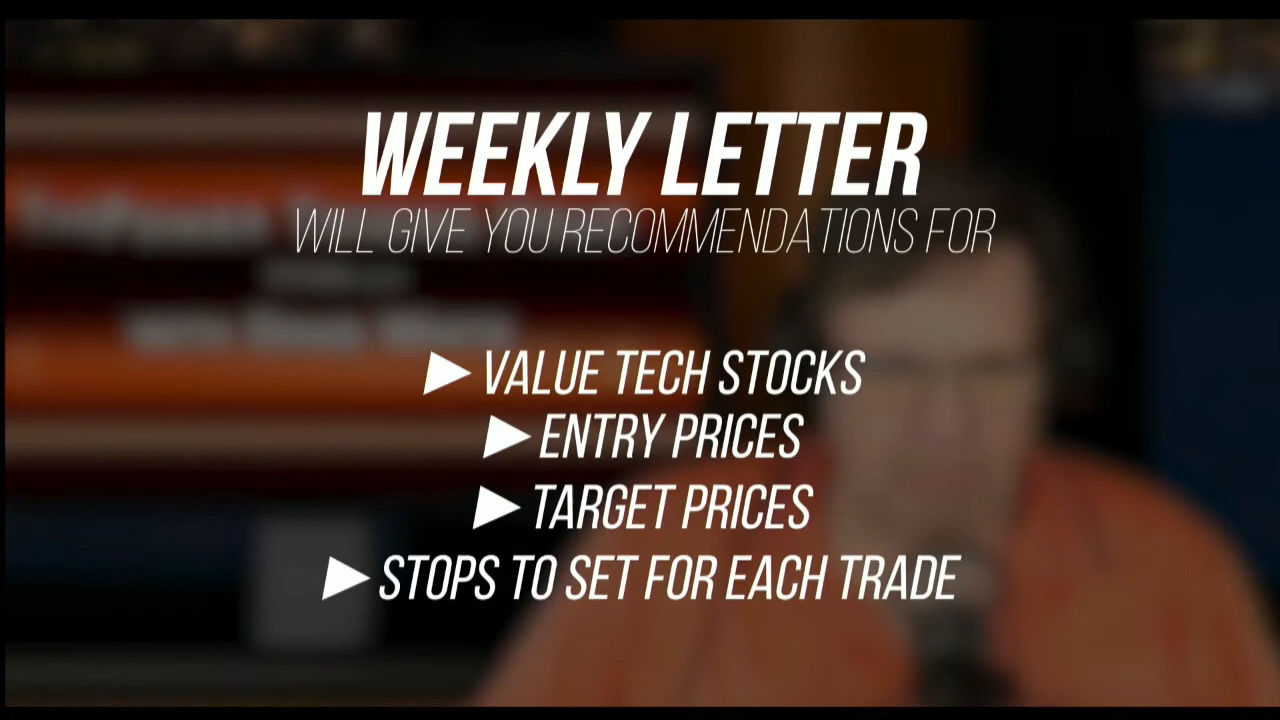 WEEKLY LETTER
WILL GIVE YOU RECOMMENDATIONS FOR
▶ VALUE TECH STOCKS
▶ ENTRY PRICES
▶ TARGET PRICES
▶ STOPS TO SET FOR EACH TRADE